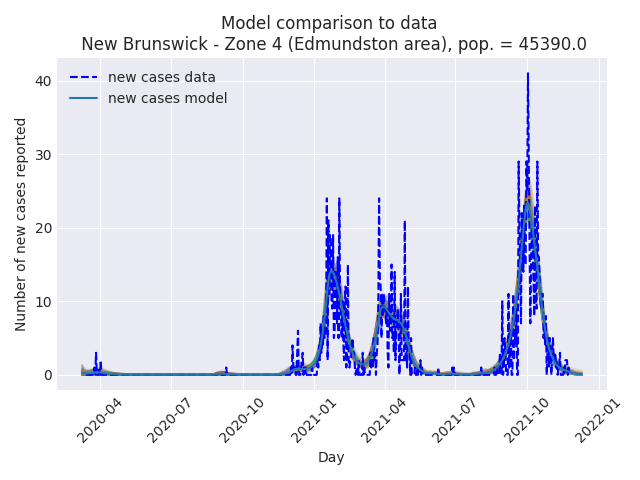 Model comparison to data
New Brunswick - Zone 4 (Edmundston area), pop. = 45390.0
new cases data
new cases model
Number of new cases reported
40
30
20
10
0
2020-04
2020-07
2020-10
2021-01
2021-04
2021-07
2021-10
2022-01
Day